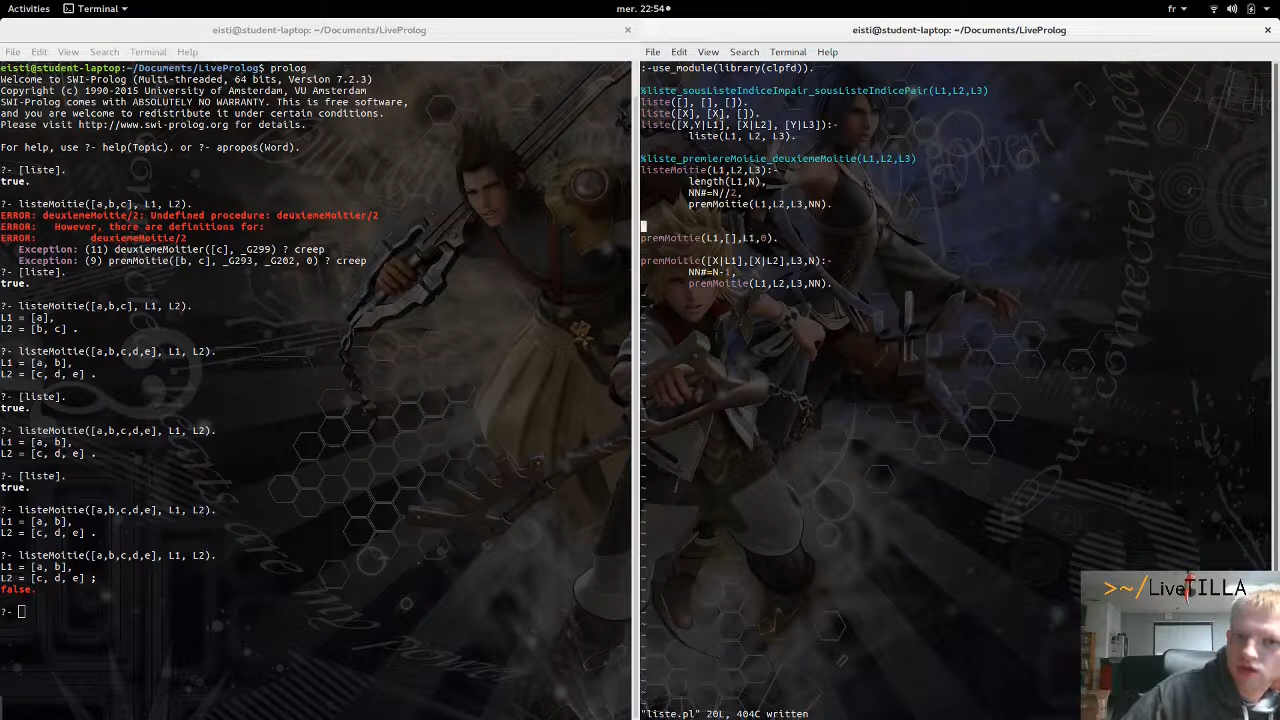 Activities Terminal mer. 22:54 fr
eisti@student-laptop: ~/Documents/LiveProlog
File Edit View Search Terminal Help
eisti@student-laptop:~/Documents/LiveProlog$ prolog
Welcome to SWI-Prolog (Multi-threaded, 64 bits, Version 7.2.3)
Copyright (c) 1990-2015 University of Amsterdam, VU Amsterdam
SWI-Prolog comes with ABSOLUTELY NO WARRANTY. This is free software,
and you are welcome to redistribute it under certain conditions.
Please visit http://www.swi-prolog.org for details.
For help, use ?- help(Topic). or ?- apropos(Word).
?- [liste].
true.
?- listeMoitie([a,b,c], L1, L2).
ERROR: deuxiemeMoitie/2: Undefined procedure: deuxiemeMoitier/2
ERROR:   However, there are definitions for:
ERROR:         deuxiemeMoitie/2
   Exception: (11) deuxiemeMoitier([c], _G299) ? creep
   Exception: (9) premMoitie([b, c], _G293, _G202, 0) ? creep
?- [liste].
true.
?- listeMoitie([a,b,c], L1, L2).
L1 = [a],
L2 = [b, c] .
?- listeMoitie([a,b,c,d,e], L1, L2).
L1 = [a, b],
L2 = [c, d, e] .
?- [liste].
true.
?- listeMoitie([a,b,c,d,e], L1, L2).
L1 = [a, b],
L2 = [c, d, e] .
?- [liste].
true.
?- listeMoitie([a,b,c,d,e], L1, L2).
L1 = [a, b],
L2 = [c, d, e] .
?- listeMoitie([a,b,c,d,e], L1, L2).
L1 = [a, b],
L2 = [c, d, e] ;
false.
?-
eisti@student-laptop: ~/Documents/LiveProlog
File Edit View Search Terminal Help
:-use_module(library(clpfd)).
%liste_sousListeIndiceImpair_sousListeIndicePair(L1,L2,L3)
liste([], [], []).
liste([X], [X], []).
liste([X,Y|L1], [X|L2], [Y|L3]):-
        liste(L1, L2, L3).
%liste_premiereMoitie_deuxiemeMoitie(L1,L2,L3)
listeMoitie(L1,L2,L3):-
        length(L1,N),
        NN#=N//2,
        premMoitie(L1,L2,L3,NN).
premMoitie(L1,[],L1,0).
premMoitie([X|L1],[X|L2],L3,N):-
        NN#=N-1,
        premMoitie(L1,L2,L3,NN).
"liste.pl" 20L, 404C written
>~/LiveTILLA